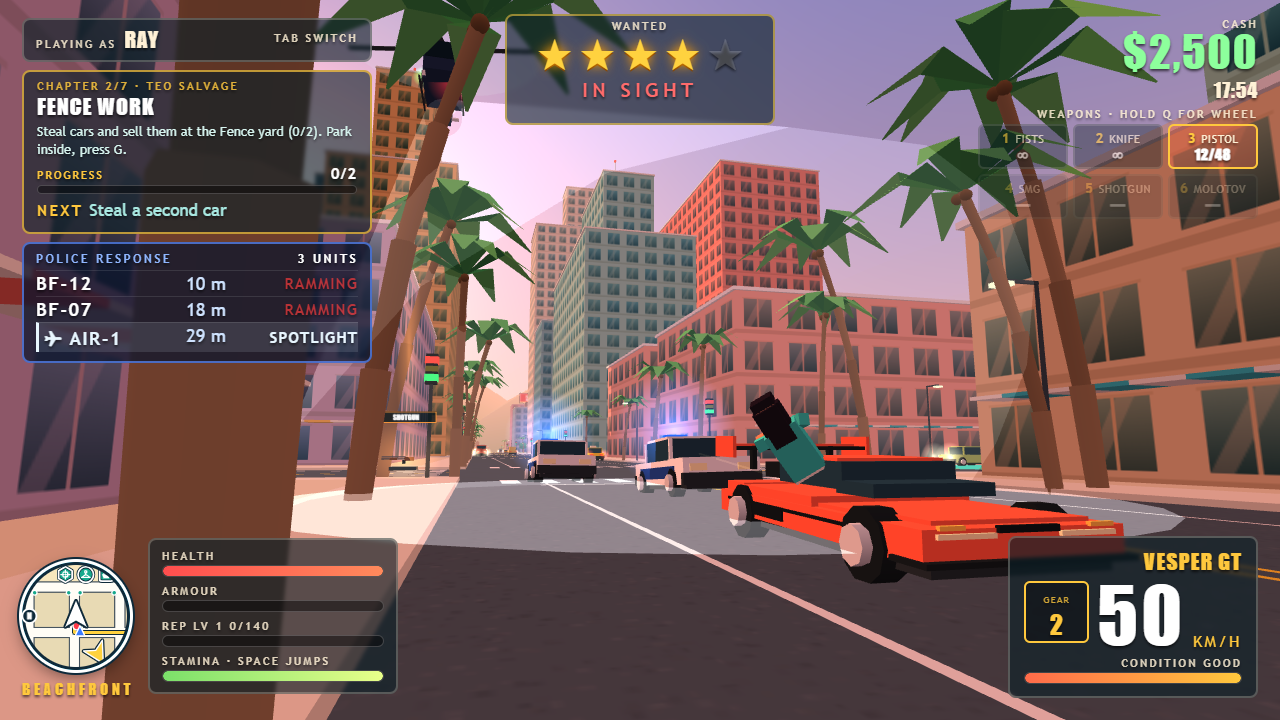 PLAYING AS RAY TAB SWITCH
CHAPTER 2/7 · TEO SALVAGE
FENCE WORK
Steal cars and sell them at the Fence yard (0/2). Park
inside, press G.
PROGRESS 0/2
NEXT Steal a second car
POLICE RESPONSE 3 UNITS
BF-12 10 m RAMMING
BF-07 18 m RAMMING
AIR-1 29 m SPOTLIGHT
WANTED
IN SIGHT
CASH
$2,500
17:54
WEAPONS · HOLD Q FOR WHEEL
1 FISTS 2 KNIFE 3 PISTOL
∞ ∞ 12/48
4 SMG 5 SHOTGUN 6 MOLOTOV
— — —
SHOTGUN
HEALTH
ARMOUR
REP LV 1 0/140
STAMINA · SPACE JUMPS
BEACHFRONT
VESPER GT
GEAR
2
50 KM/H
CONDITION GOOD